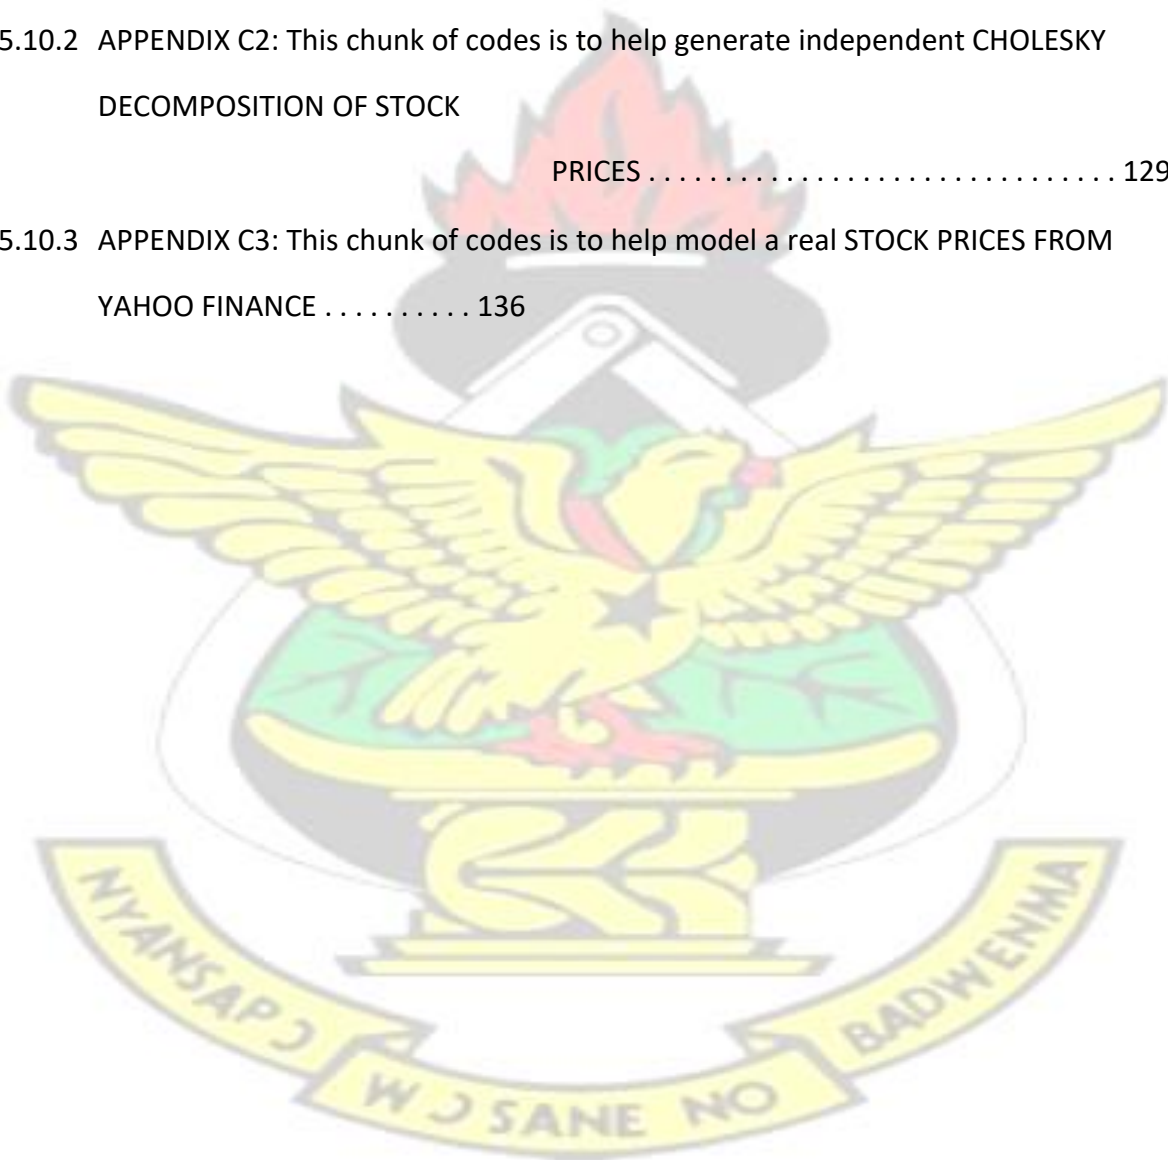 5.10.2 APPENDIX C2: This chunk of codes is to help generate independent CHOLESKY
DECOMPOSITION OF STOCK
PRICES . . . . . . . . . . . . . . . . . . . . . . . . . . . . . . . . 129
5.10.3 APPENDIX C3: This chunk of codes is to help model a real STOCK PRICES FROM
YAHOO FINANCE . . . . . . . . . . 136
NYANSAPƆ
WƆ SANE NO
BADWENMA